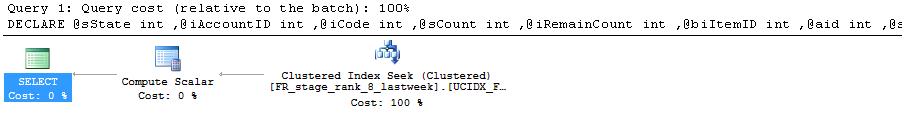 Query 1: Query cost (relative to the batch): 100%
DECLARE @sState int ,@iAccountID int ,@iCode int ,@sCount int ,@iRemainCount int ,@biItemID int ,@aid int ,@s
SELECT
Cost: 0 %
Compute Scalar
Cost: 0 %
Clustered Index Seek (Clustered)
[FR_stage_rank_8_lastweek].[UCIDX_F…
Cost: 100 %